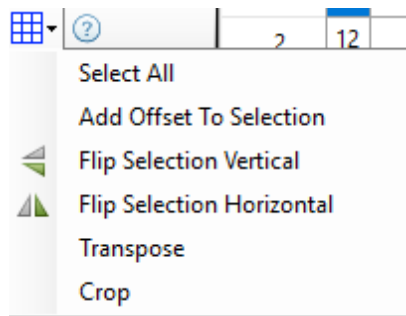 ? 2 12
Select All
Add Offset To Selection
Flip Selection Vertical
Flip Selection Horizontal
Transpose
Crop